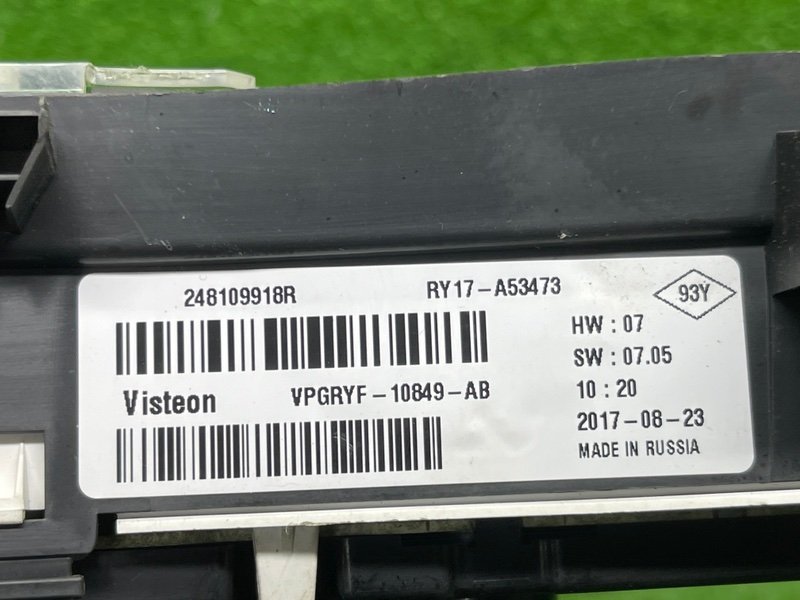 248109918R RY17-A53473 93Y
HW : 07
SW : 07.05
Visteon VPGRYF-10849-AB 10 : 20
2017-08-23
MADE IN RUSSIA